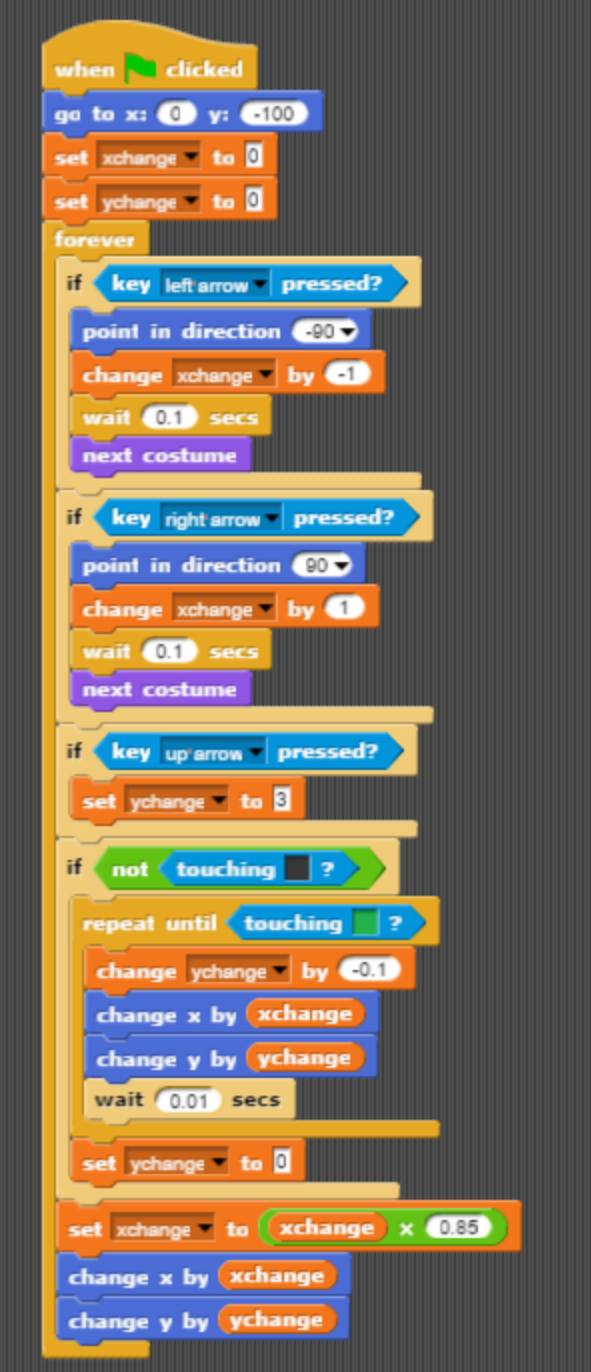 when clicked
go to x: 0 y: -100
set xchange to 0
set ychange to 0
forever
if key left arrow pressed?
point in direction -90
change xchange by -1
wait 0.1 secs
next costume
if key right arrow pressed?
point in direction 90
change xchange by 1
wait 0.1 secs
next costume
if key up arrow pressed?
set ychange to 3
if not touching ?
repeat until touching ?
change ychange by -0.1
change x by xchange
change y by ychange
wait 0.01 secs
set ychange to 0
set xchange to xchange x 0.85
change x by xchange
change y by ychange